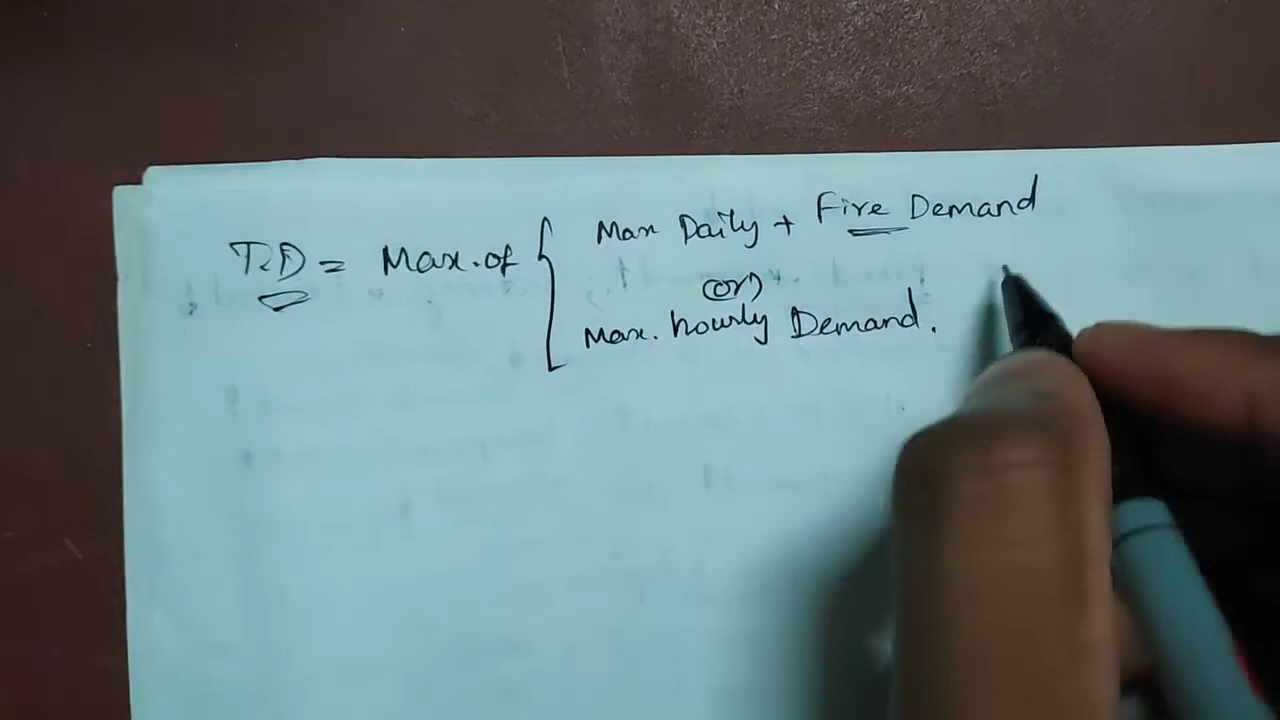 T.D = Max. of { Max Daily + Fire Demand
(or)
Max. hourly Demand.